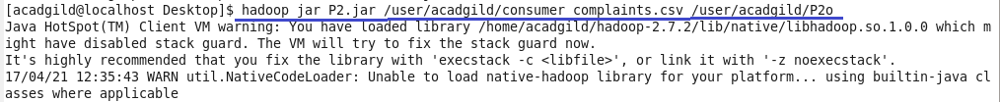 [acadgild@localhost Desktop]$ hadoop jar P2.jar /user/acadgild/consumer_complaints.csv /user/acadgild/P2o
Java HotSpot(TM) Client VM warning: You have loaded library /home/acadgild/hadoop-2.7.2/lib/native/libhadoop.so.1.0.0 which m
ight have disabled stack guard. The VM will try to fix the stack guard now.
It's highly recommended that you fix the library with 'execstack -c <libfile>', or link it with '-z noexecstack'.
17/04/21 12:35:43 WARN util.NativeCodeLoader: Unable to load native-hadoop library for your platform... using builtin-java cl
asses where applicable